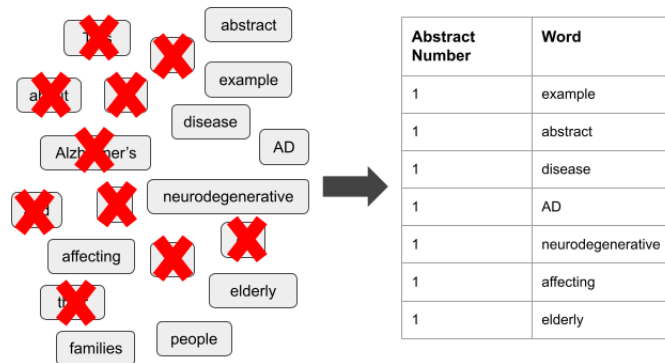 abstract
example
disease
Alzheimer's
AD
neurodegenerative
affecting
elderly
families
people
Abstract Number Word
1 example
1 abstract
1 disease
1 AD
1 neurodegenerative
1 affecting
1 elderly